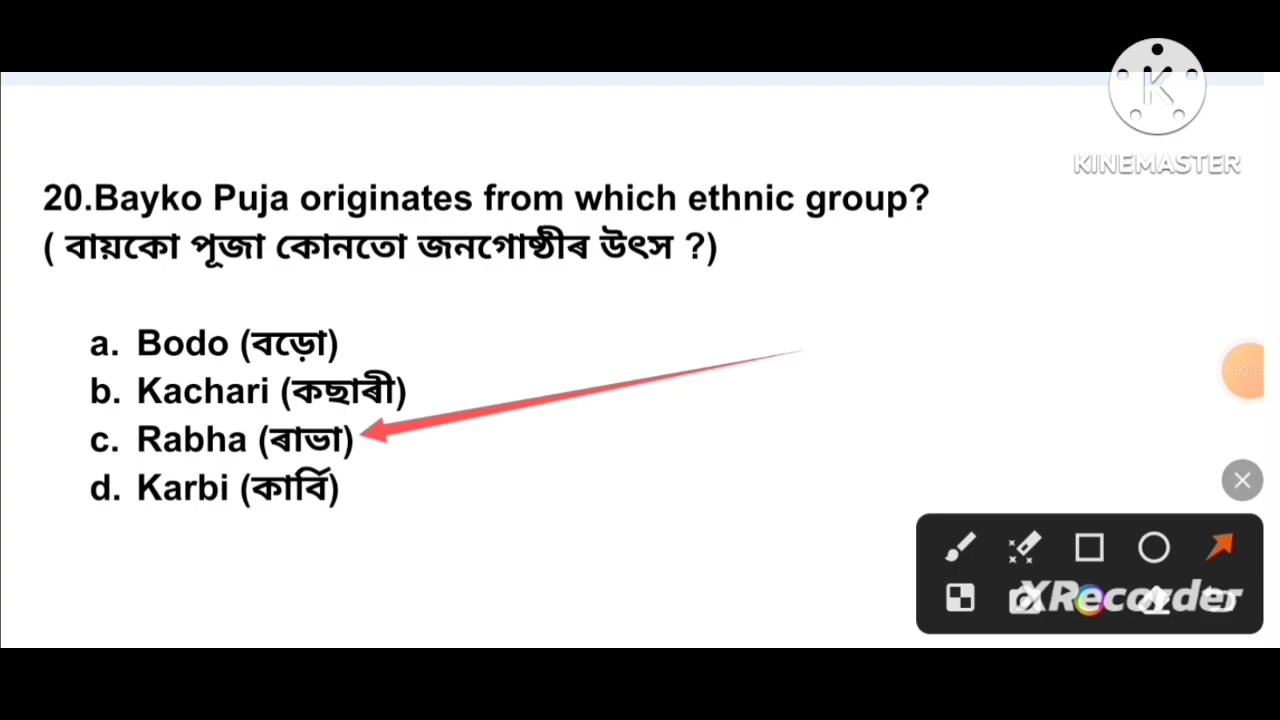 KINEMASTER
20.Bayko Puja originates from which ethnic group?
( বায়কো পূজা কোনতো জনগোষ্ঠীৰ উৎস ?)
a. Bodo (বড়ো)
b. Kachari (কছাৰী)
c. Rabha (ৰাভা)
d. Karbi (কাৰ্বি)
XRecorder